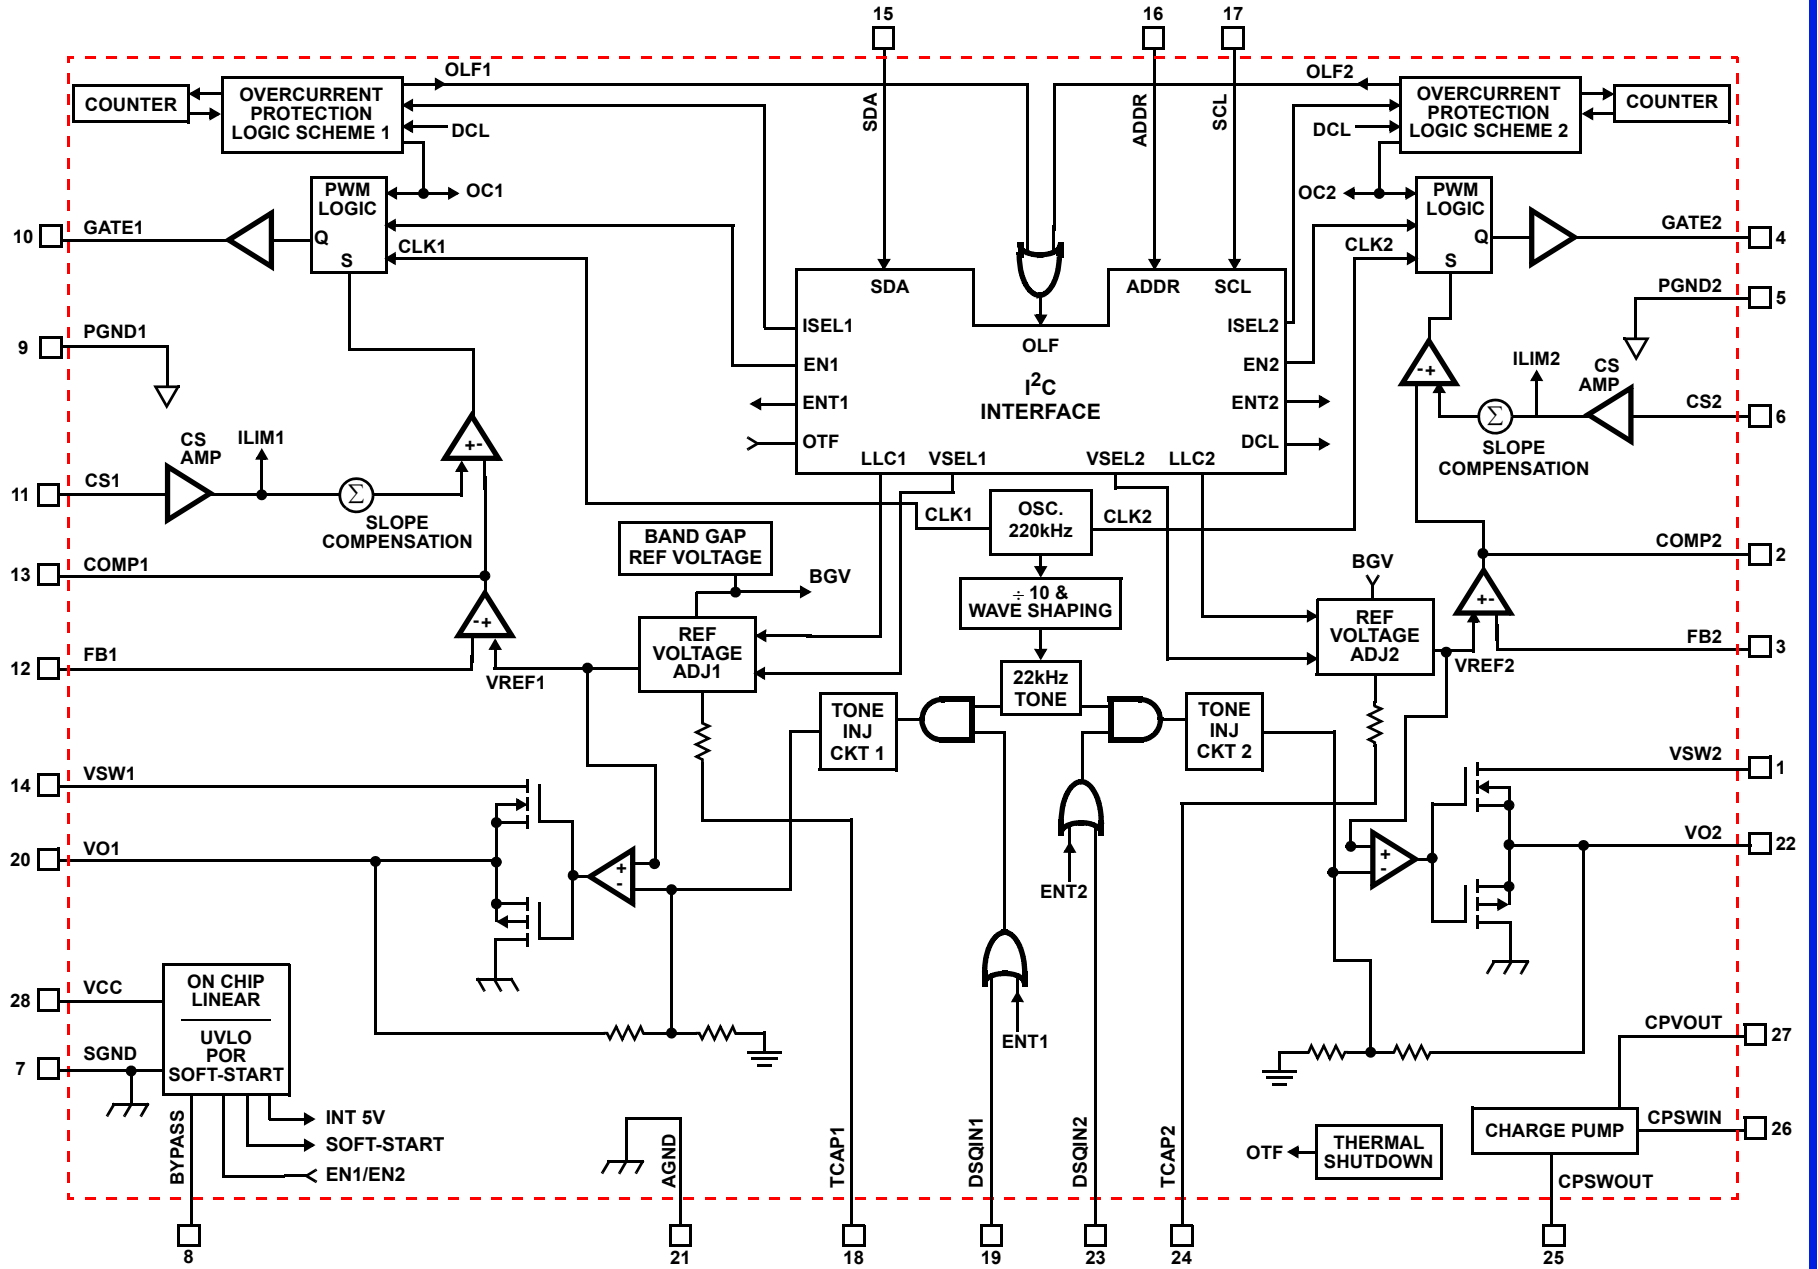 15
16
17
OLF1
OLF2
COUNTER
OVERCURRENT
PROTECTION
LOGIC SCHEME 1
DCL
SDA
ADDR
SCL
DCL
OVERCURRENT
PROTECTION
LOGIC SCHEME 2
COUNTER
PWM
LOGIC
Q
S
OC1
CLK1
OC2
CLK2
PWM
LOGIC
Q
S
10
GATE1
GATE2
4
9
PGND1
PGND2
5
SDA
ADDR
SCL
ISEL1
EN1
ENT1
OTF
OLF
I2C
INTERFACE
ISEL2
EN2
ENT2
DCL
LLC1
VSEL1
VSEL2
LLC2
-+
ILIM2
CS
AMP
CS2
6
Σ
SLOPE
COMPENSATION
CS
AMP
ILIM1
+-
11
CS1
Σ
SLOPE
COMPENSATION
CLK1
OSC.
220kHz
CLK2
BAND GAP
REF VOLTAGE
BGV
BGV
13
COMP1
COMP2
2
÷ 10 &
WAVE SHAPING
-+
+-
REF
VOLTAGE
ADJ1
REF
VOLTAGE
ADJ2
12
FB1
VREF1
VREF2
FB2
3
22kHz
TONE
TONE
INJ
CKT 1
TONE
INJ
CKT 2
14
VSW1
VSW2
1
20
VO1
VO2
22
+
-
+
-
ENT2
ENT1
28
VCC
7
SGND
ON CHIP
LINEAR
UVLO
POR
SOFT-START
INT 5V
SOFT-START
EN1/EN2
BYPASS
AGND
TCAP1
DSQIN1
DSQIN2
TCAP2
OTF
THERMAL
SHUTDOWN
CPVOUT
27
CHARGE PUMP
CPSWIN
26
CPSWOUT
8
21
18
19
23
24
25